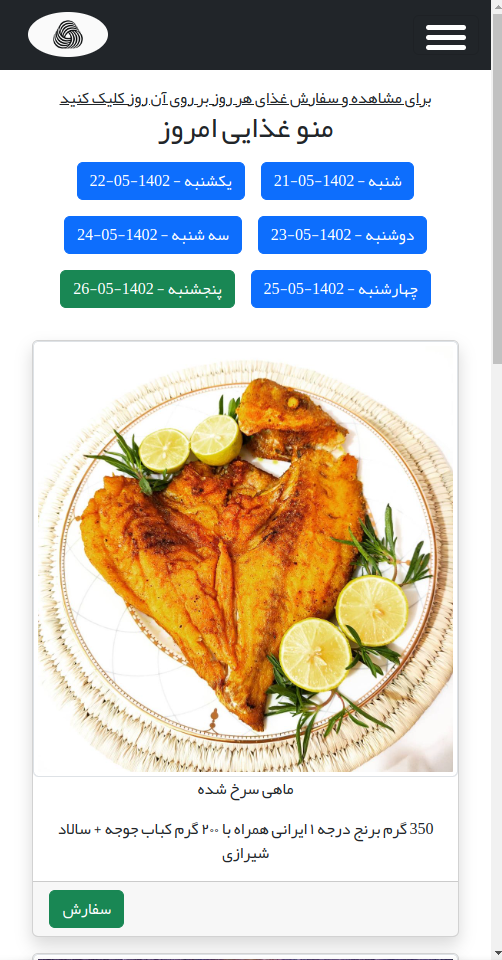 برای مشاهده و سفارش غذای هر روز بر روی آن روز کلیک کنید
منو غذایی امروز
شنبه - 1402-05-21
یکشنبه - 1402-05-22
دوشنبه - 1402-05-23
سه شنبه - 1402-05-24
چهارشنبه - 1402-05-25
پنجشنبه - 1402-05-26
ماهی سرخ شده
350 گرم برنج درجه ۱ ایرانی همراه با ۲۰۰ گرم کباب جوجه + سالاد
شیرازی
سفارش